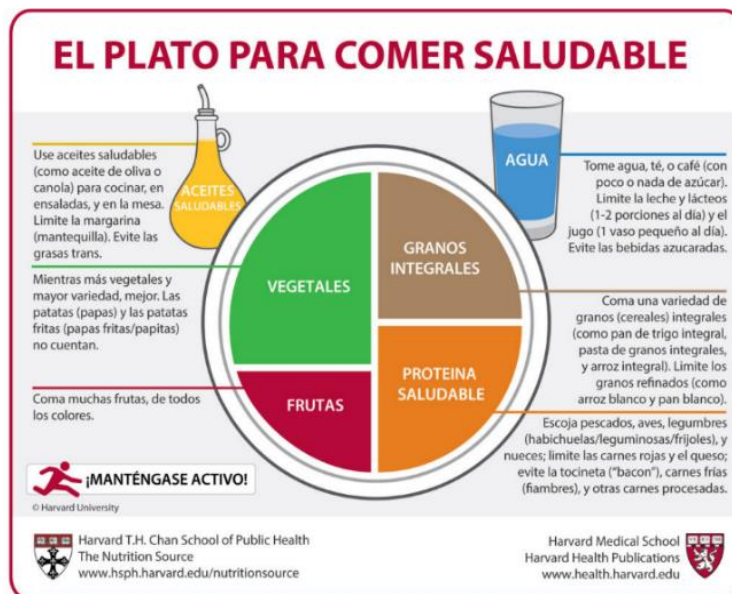 EL PLATO PARA COMER SALUDABLE
Use aceites saludables
(como aceite de oliva o
canola) para cocinar, en
ensaladas, y en la mesa.
Limite la margarina
(mantequilla). Evite las
grasas trans.
ACEITES
SALUDABLES
Mientras más vegetales y
mayor variedad, mejor. Las
patatas (papas) y las patatas
fritas (papas fritas/papitas)
no cuentan.
Coma muchas frutas, de todos
los colores.
VEGETALES
FRUTAS
GRANOS
INTEGRALES
PROTEINA
SALUDABLE
AGUA
Tome agua, té, o café (con
poco o nada de azúcar).
Limite la leche y lácteos
(1-2 porciones al día) y el
jugo (1 vaso pequeño al día).
Evite las bebidas azucaradas.
Coma una variedad de
granos (cereales) integrales
(como pan de trigo integral,
pasta de granos integrales,
y arroz integral). Limite los
granos refinados (como
arroz blanco y pan blanco).
Escoja pescados, aves, legumbres
(habichuelas/leguminosas/frijoles), y
nueces; limite las carnes rojas y el queso;
evite la tocineta ("bacon"), carnes frías
(fiambres), y otras carnes procesadas.
¡MANTÉNGASE ACTIVO!
© Harvard University
Harvard T.H. Chan School of Public Health
The Nutrition Source
www.hsph.harvard.edu/nutritionsource
Harvard Medical School
Harvard Health Publications
www.health.harvard.edu